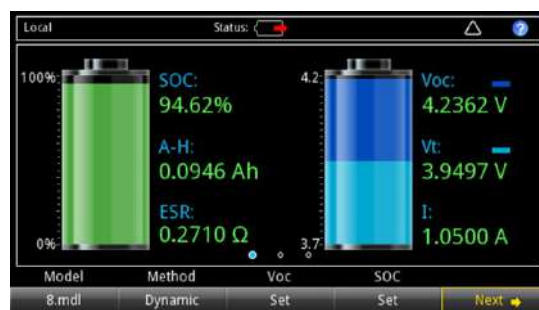 Local Status: ?
100% SOC: 4.2 Voc:
94.62% 4.2362 V
A-H: Vt:
0.0946 Ah 3.9497 V
ESR: I:
0% 0.2710 Ω 3.7 1.0500 A
Model Method Voc SOC
8.mdl Dynamic Set Set Next